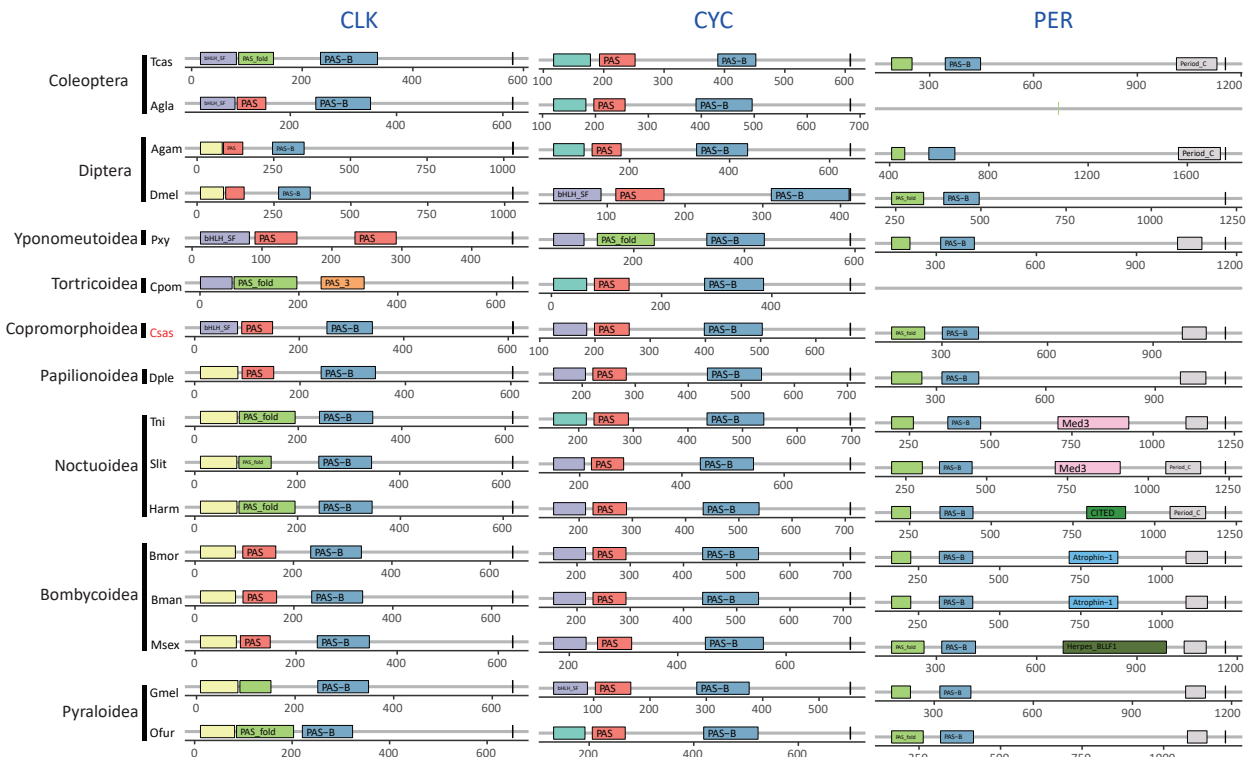 CLK CYC PER
Coleoptera
Tcas bHLH_SF PAS_fold PAS-B PAS PAS-B PAS-B Period_C
0 200 400 600 100 200 300 400 500 600 300 600 900 1200
Agla bHLH_SF PAS PAS-B PAS PAS-B
200 400 600 100 200 300 400 500 600 700
Diptera
Agam PAS PAS-B PAS PAS-B Period_C
0 250 500 750 1000 200 400 600 400 800 1200 1600
Dmel PAS-B bHLH_SF PAS PAS-B PAS_fold PAS-B
0 250 500 750 1000 100 200 300 400 250 500 750 1000 1250
Yponomeutoidea Pxy bHLH_SF PAS PAS PAS_fold PAS-B PAS-B
0 100 200 300 400 200 400 600 300 600 900 1200
Tortricoidea Cpom PAS_fold PAS_3 PAS PAS-B
0 200 400 600 0 200 400
Copromorphoidea Csas bHLH_SF PAS PAS-B PAS PAS-B PAS_fold PAS-B
0 200 400 600 100 200 300 400 500 600 300 600 900
Papilionoidea Dple PAS PAS-B PAS PAS-B PAS-B
0 200 400 600 200 300 400 500 600 700 300 600 900
Noctuoidea
Tni PAS_fold PAS-B PAS PAS-B PAS-B Med3
0 200 400 600 200 300 400 500 600 700 250 500 750 1000 1250
Slit PAS_fold PAS-B PAS PAS-B PAS-B Med3 Period_C
0 200 400 600 200 400 600 250 500 750 1000 1250
Harm PAS_fold PAS-B PAS PAS-B PAS-B CITED Period_C
0 200 400 600 200 300 400 500 600 700 250 500 750 1000 1250
Bombycoidea
Bmor PAS PAS-B PAS PAS-B PAS-B Atrophin-1
0 200 400 600 200 300 400 500 600 700 250 500 750 1000
Bman PAS PAS-B PAS PAS-B PAS-B Atrophin-1
0 200 400 600 200 300 400 500 600 700 250 500 750 1000
Msex PAS PAS-B PAS PAS-B PAS_fold PAS-B Herpes_BLLF1
0 200 400 600 200 400 600 300 600 900 1200
Pyraloidea
Gmel PAS-B bHLH_SF PAS PAS-B PAS-B
0 200 400 600 100 200 300 400 500 300 600 900 1200
Ofur PAS_fold PAS-B PAS PAS-B PAS_fold PAS-B
0 200 400 600 200 400 600 250 500 750 1000